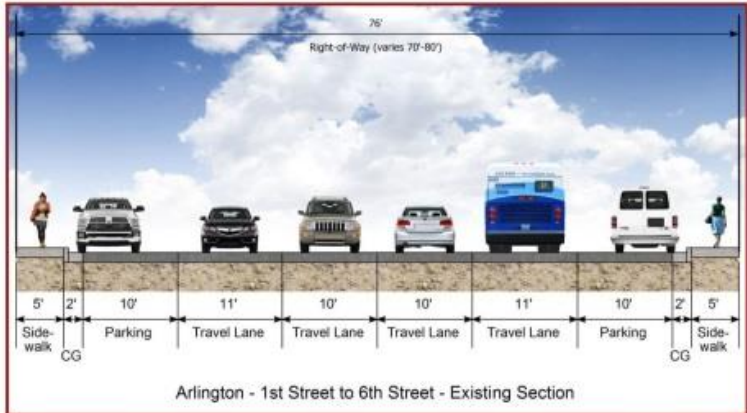 76'
Right-of-Way (varies 70'-80')
5' 2' 10' 11' 10' 10' 11' 10' 2' 5'
Side-
walk
CG
Parking
Travel Lane
Travel Lane
Travel Lane
Travel Lane
Parking
CG
Side-
walk
Arlington - 1st Street to 6th Street - Existing Section